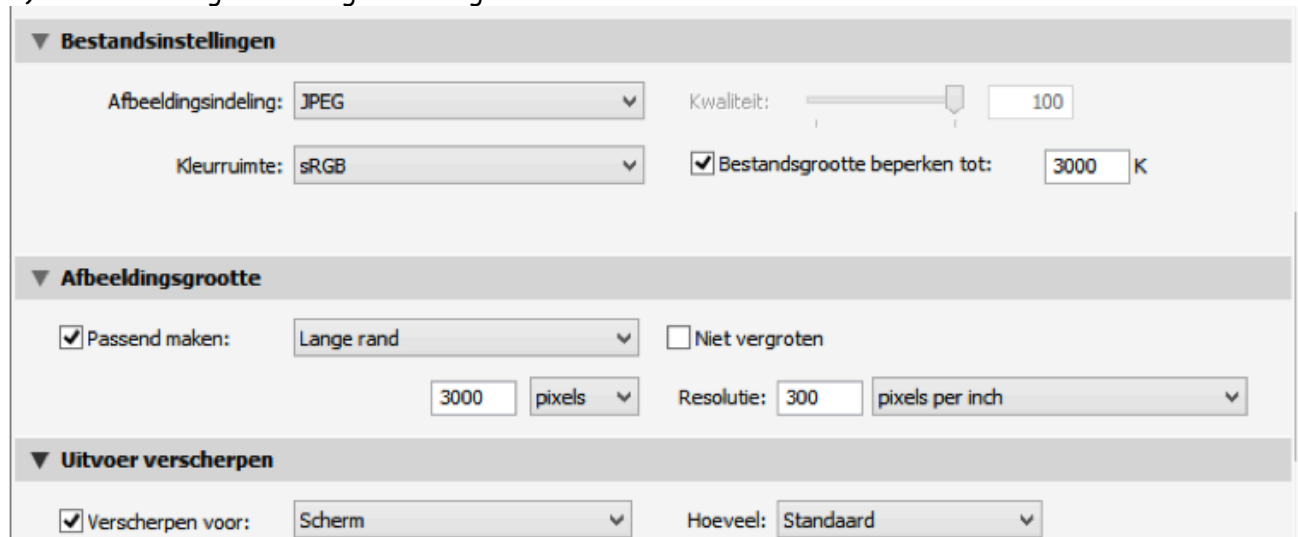 Bestandsinstellingen
Afbeeldingsindeling: JPEG Kwaliteit: 100
Kleurruimte: sRGB Bestandsgrootte beperken tot: 3000 K
Afbeeldingsgrootte
Passend maken: Lange rand Niet vergroten
3000 pixels Resolutie: 300 pixels per inch
Uitvoer verscherpen
Verscherpen voor: Scherm Hoeveel: Standaard